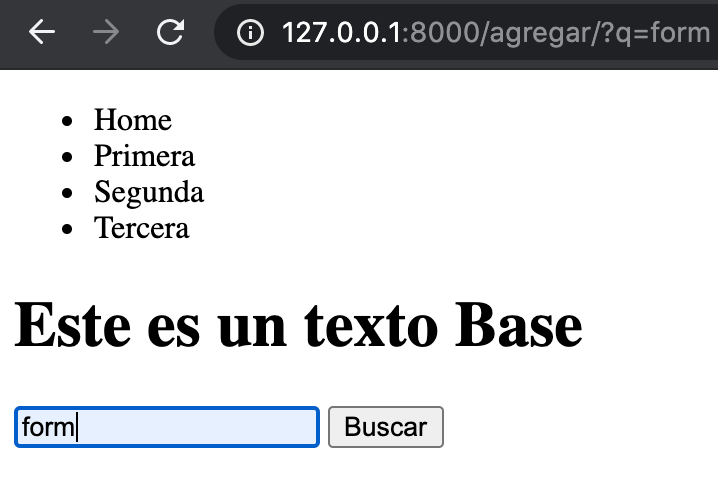 127.0.0.1:8000/agregar/?q=form
Home
Primera
Segunda
Tercera
Este es un texto Base
form Buscar